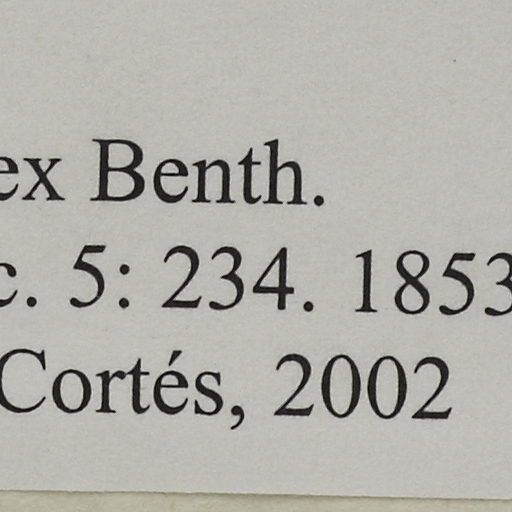 ex Benth.
c. 5: 234. 1853
Cortés, 2002